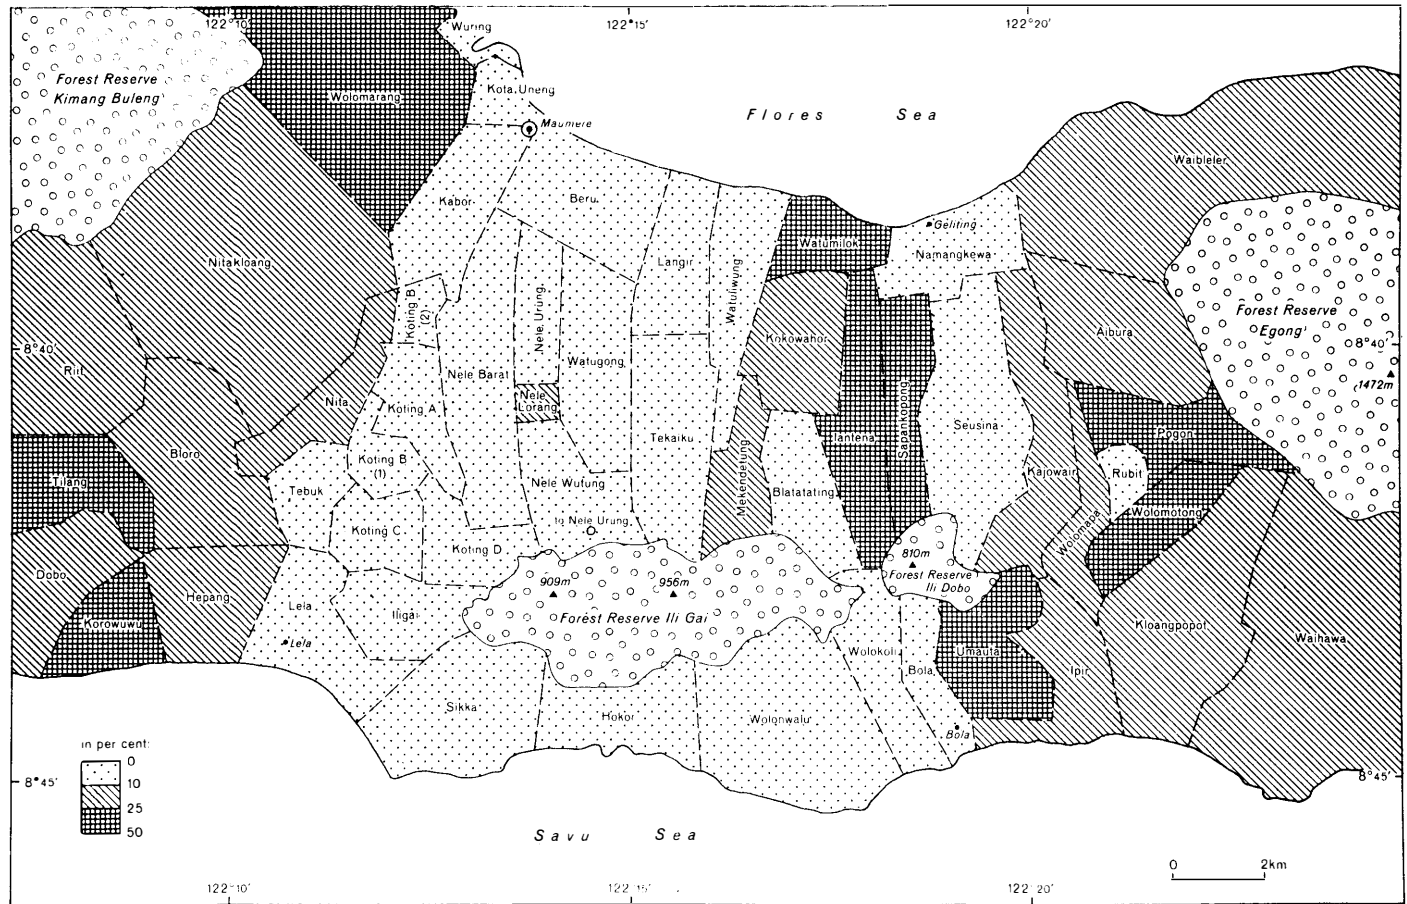 122°10'
122°15'
122°20'
Wuring
Forest Reserve
Kimang Buleng
Wolomarang
Kota Uneng
Maumere
Flores Sea
Waibleler
Kabor
Beru
Geliting
Watumilok
Namangkewa
Nitakloang
Langir
Watuliwung
Koting B
(2)
Nele Urung
Forest Reserve
Egong
Kokowahor
Aibura
8°40'
8°40'
Riit
Watugong
Nele Barat
1472m
Nele
Lorang
Nita
Koting A
Seusina
Pogon
Tekaiku
Iantena
Sapankopong
Bloro
Koting B
(1)
Kajowair
Rubit
Tilang
Tebuk
Nele Wutung
Mekendetung
Blatatating
Wolomotong
to Nele Urung
Koting C
Wolomapa
Koting D
810m
Dobo
909m
956m
Forest Reserve
Ili Dobo
Hepang
Lela
Iligai
Forest Reserve Ili Gai
Korowuwu
Kloangpopot
Waihawa
Lela
Wolokoli
Umauta
Bola
Ipir
Sikka
Hokor
Wolonwalu
Bola
in per cent:
0
10
25
50
8°45'
8°45'
Savu Sea
0 2km
122°10'
122°15'
122°20'